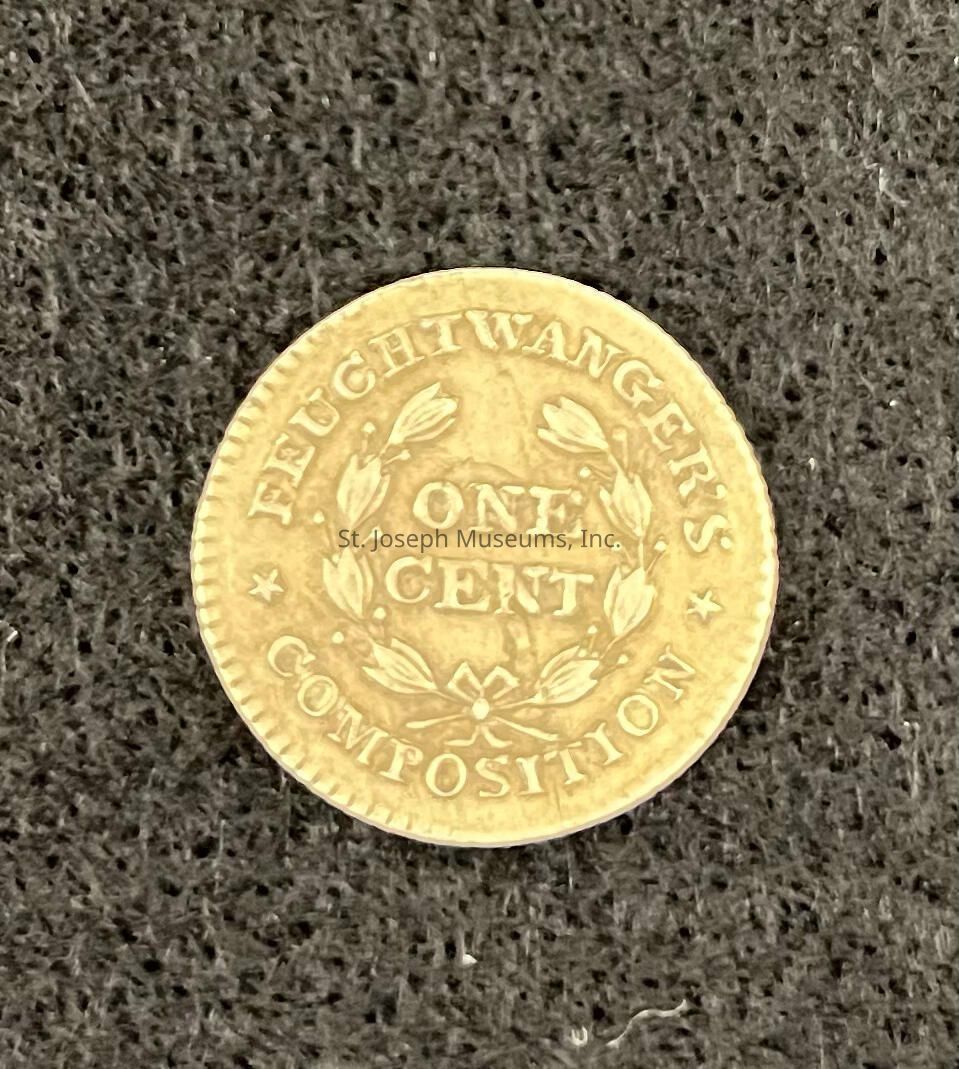 FEUCHTWANGER'S
ONE
CENT
St. Joseph Museums, Inc.
COMPOSITION